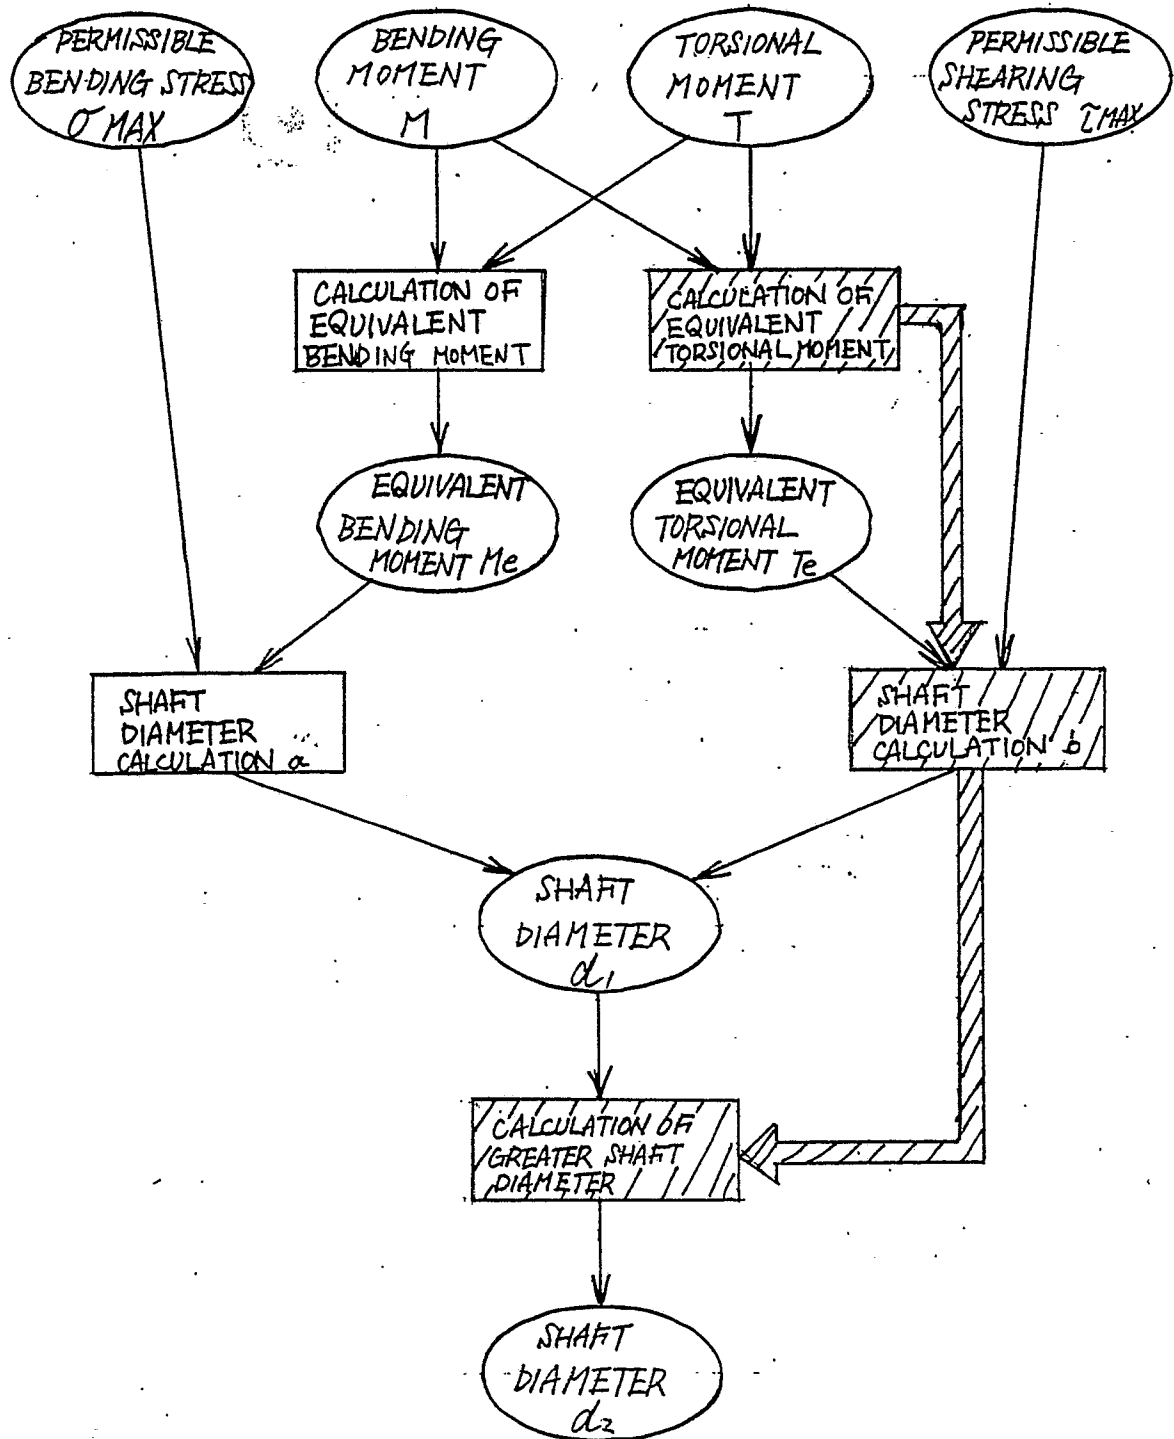 PERMISSIBLE
BENDING STRESS
σ MAX
BENDING
MOMENT
M
TORSIONAL
MOMENT
T
PERMISSIBLE
SHEARING
STRESS τMAX
CALCULATION OF
EQUIVALENT
BENDING MOMENT
CALCULATION OF
EQUIVALENT
TORSIONAL MOMENT
EQUIVALENT
BENDING
MOMENT Me
EQUIVALENT
TORSIONAL
MOMENT Te
SHAFT
DIAMETER
CALCULATION a
SHAFT
DIAMETER
CALCULATION b
SHAFT
DIAMETER
d1
CALCULATION OF
GREATER SHAFT
DIAMETER
SHAFT
DIAMETER
d2